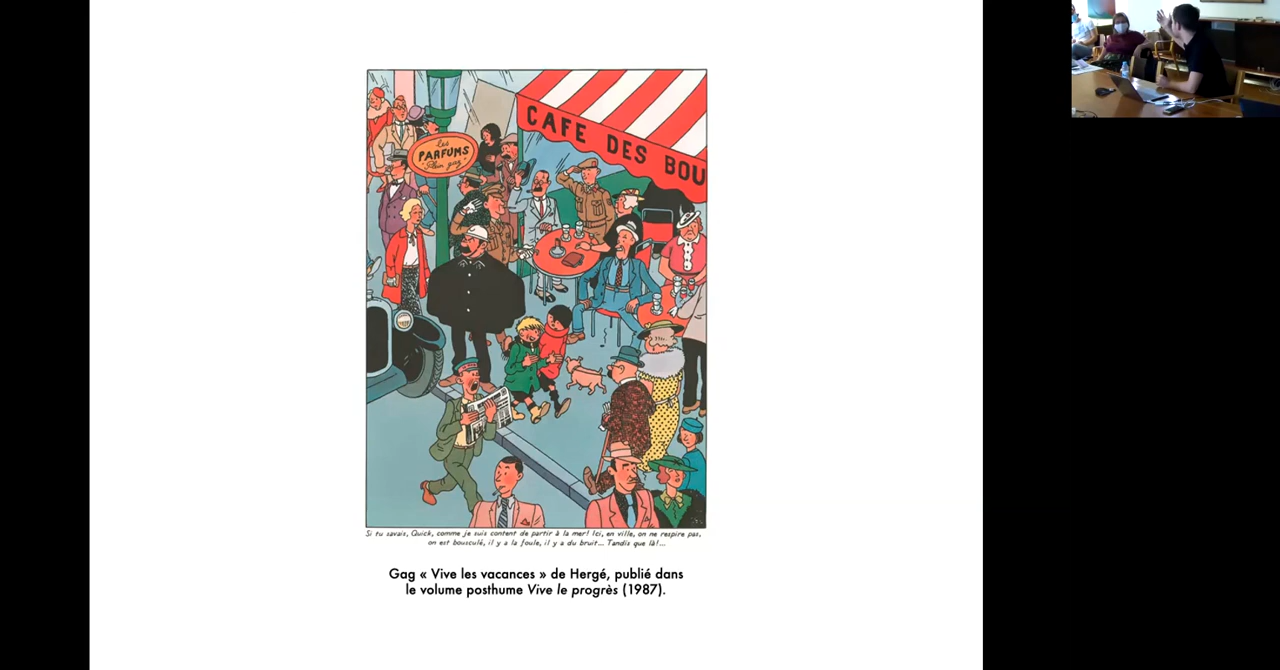 CAFE DES BOU
les
PARFUMS
"Plein gaz"
Si tu savais, Quick, comme je suis content de partir à la mer! Ici, en ville, on ne respire pas,
on est bousculé, il y a la foule, il y a du bruit... Tandis que là!...
Gag « Vive les vacances » de Hergé, publié dans
le volume posthume Vive le progrès (1987).